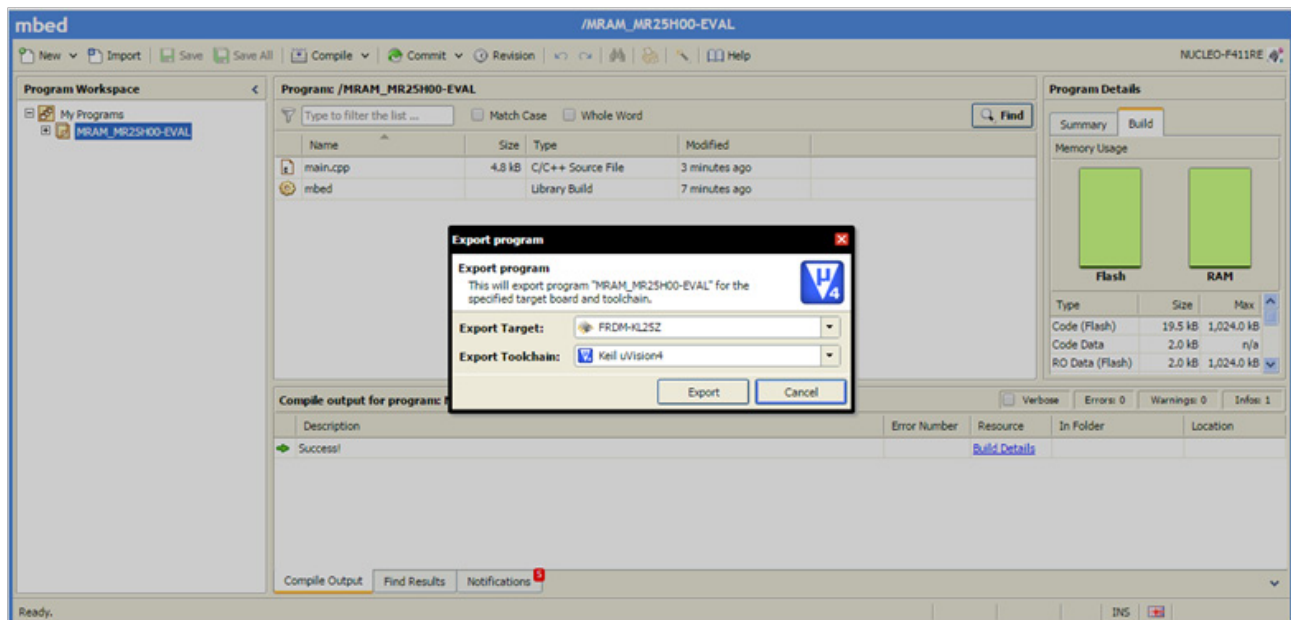 mbed
/MRAM_MR25H00-EVAL
New Import Save Save All Compile Commit Revision Help NUCLEO-F411RE
Program Workspace <
My Programs
MRAM_MR25H00-EVAL
Program: /MRAM_MR25H00-EVAL
Type to filter the list ... Match Case Whole Word Find
Name Size Type Modified
main.cpp 4.8 kB C/C++ Source File 3 minutes ago
mbed Library Build 7 minutes ago
Program Details
Summary Build
Memory Usage
Flash RAM
Type Size Max
Code (Flash) 19.5 kB 1,024.0 kB
Code Data 2.0 kB n/a
RO Data (Flash) 2.0 kB 1,024.0 kB
Export program
Export program
This will export program "MRAM_MR25H00-EVAL" for the
specified target board and toolchain.
µ
4
Export Target: FRDM-KL25Z
Export Toolchain: Keil uVision4
Export Cancel
Compile output for program:
Verbose Errors: 0 Warnings: 0 Infos: 1
Description Error Number Resource In Folder Location
Success! Build Details
Compile Output Find Results Notifications 5
Ready. INS